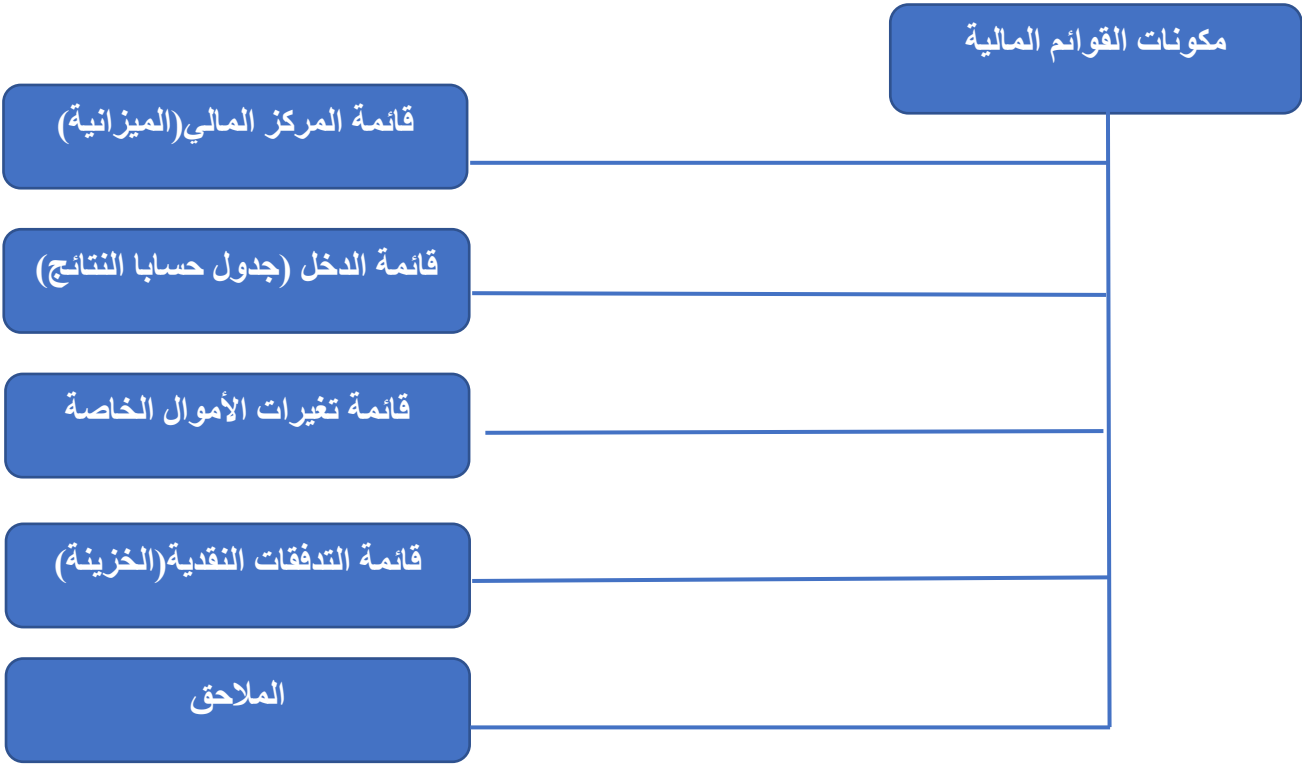 مكونات القوائم المالية
قائمة المركز المالي(الميزانية)
قائمة الدخل (جدول حسابا النتائج)
قائمة تغيرات الأموال الخاصة
قائمة التدفقات النقدية(الخزينة)
الملاحق